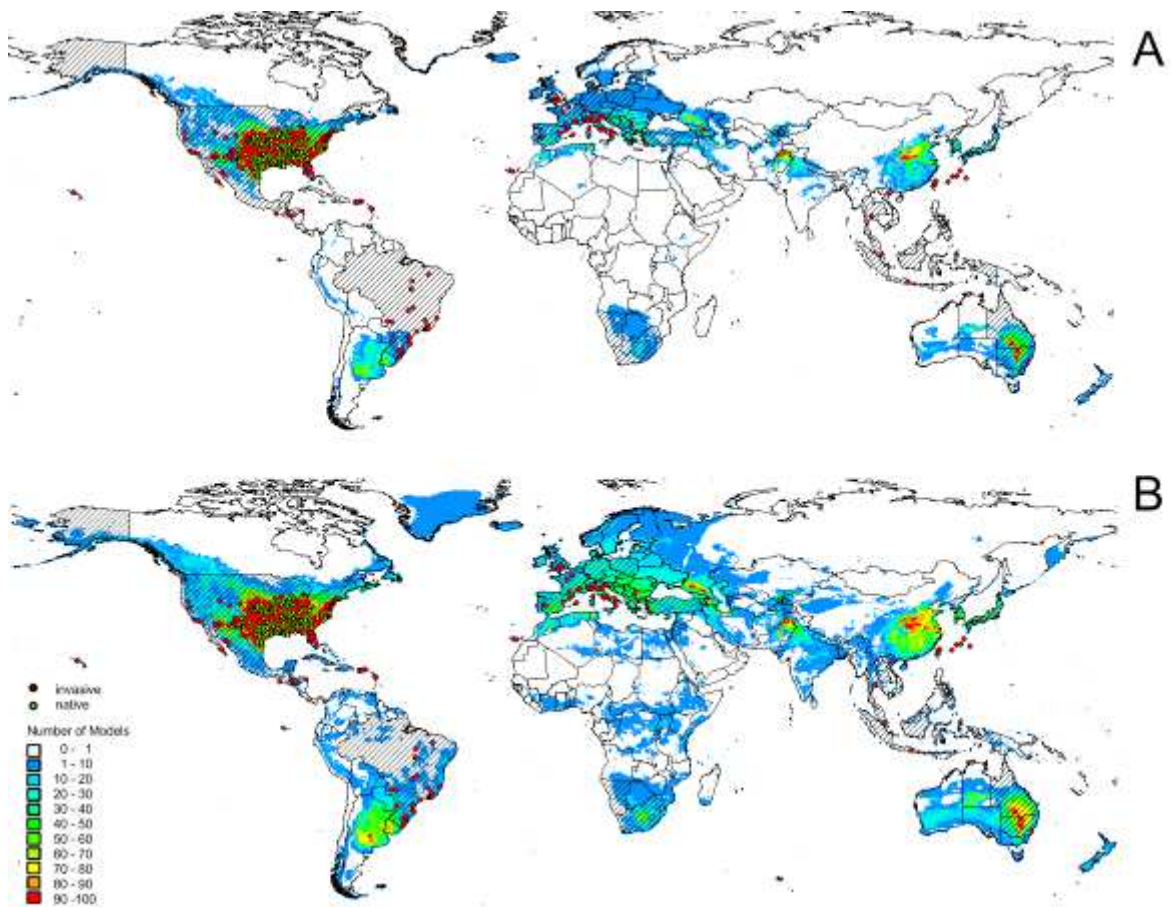 A
B
invasive
native
Number of Models
0 - 1
1 - 10
10 - 20
20 - 30
30 - 40
40 - 50
50 - 60
60 - 70
70 - 80
80 - 90
90 -100